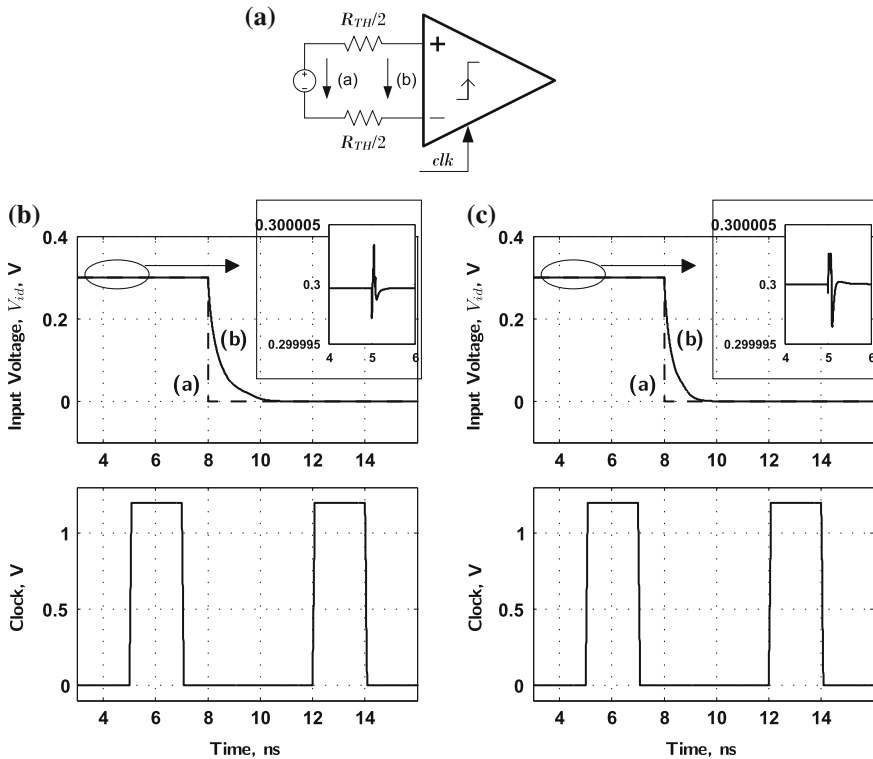 (a)
R_TH/2
+
(a)
(b)
−
R_TH/2
clk
(b)
0.4
0.2
0
Input Voltage, V_id, V
(a)
(b)
0.300005
0.3
0.299995
4
5
6
4
6
8
10
12
14
1
0.5
0
Clock, V
4
6
8
10
12
14
Time, ns
(c)
0.4
0.2
0
Input Voltage, V_id, V
(a)
(b)
0.300005
0.3
0.299995
4
5
6
4
6
8
10
12
14
1
0.5
0
Clock, V
4
6
8
10
12
14
Time, ns